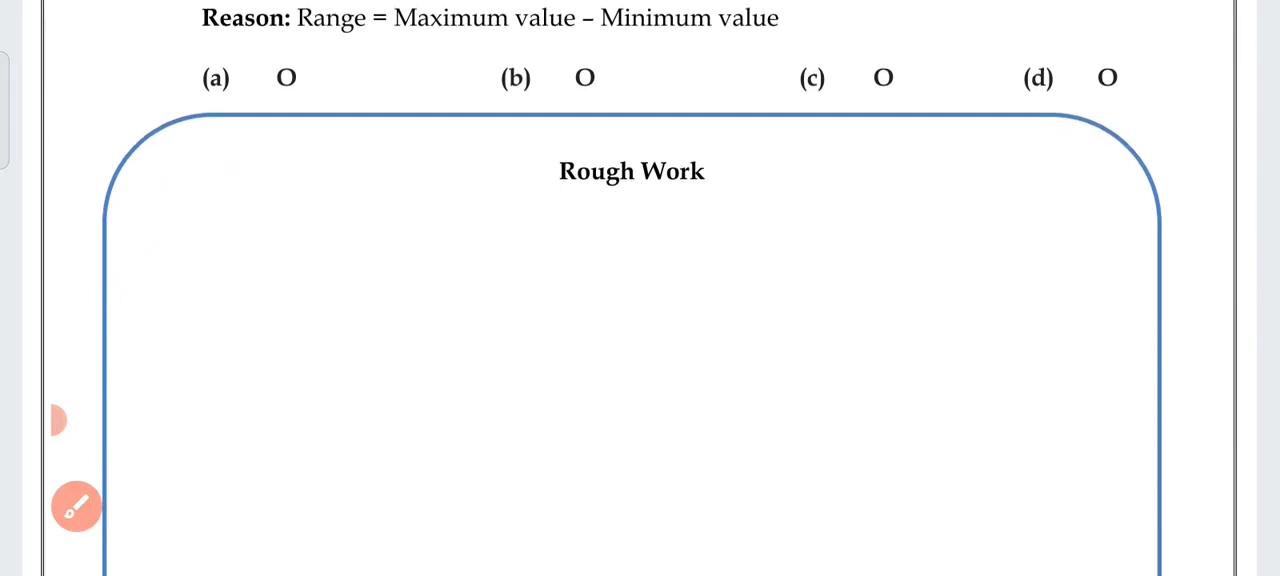 Reason: Range = Maximum value – Minimum value
(a) O (b) O (c) O (d) O
Rough Work